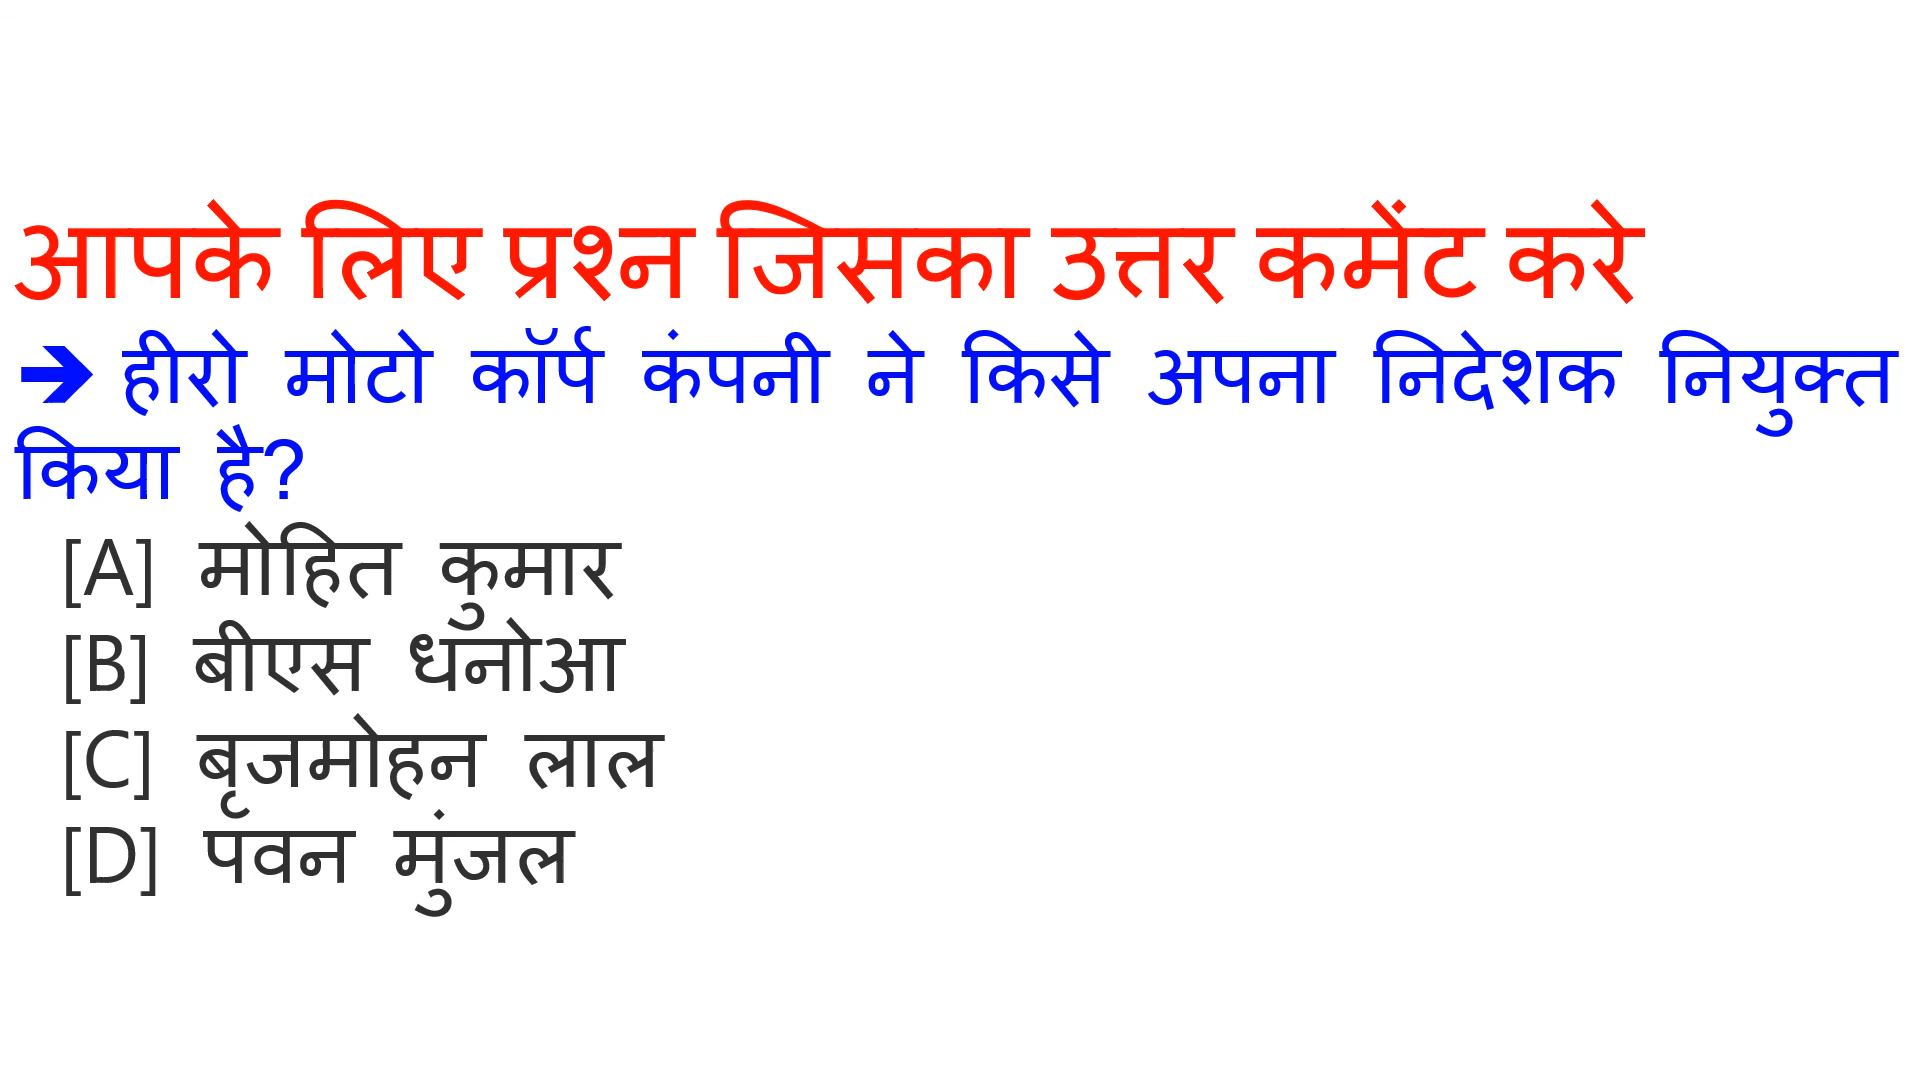 आपके लिए प्रश्न जिसका उत्तर कमेंट करे
🡺 हीरो मोटो कॉर्प कंपनी ने किसे अपना निदेशक नियुक्त
किया है?
[A] मोहित कुमार
[B] बीएस धनोआ
[C] बृजमोहन लाल
[D] पवन मुंजल